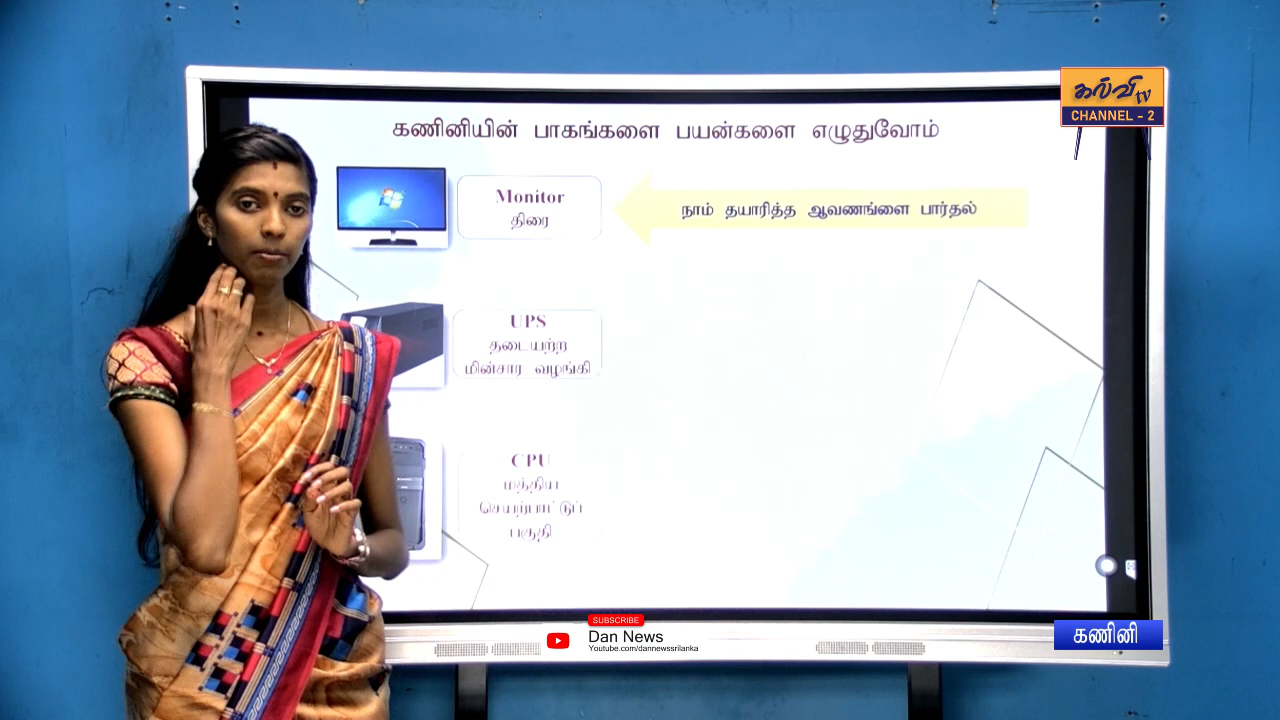 கல்வி tv
CHANNEL - 2
கணினியின் பாகங்களை பயன்களை எழுதுவோம்
Monitor
திரை
நாம் தயாரித்த ஆவணங்ளை பார்தல்
UPS
தடையற்ற
மின்சார வழங்கி
CPU
மத்திய
செயற்பாட்டுப்
பகுதி
SUBSCRIBE
Dan News
Youtube.com/dannewssrilanka
கணினி